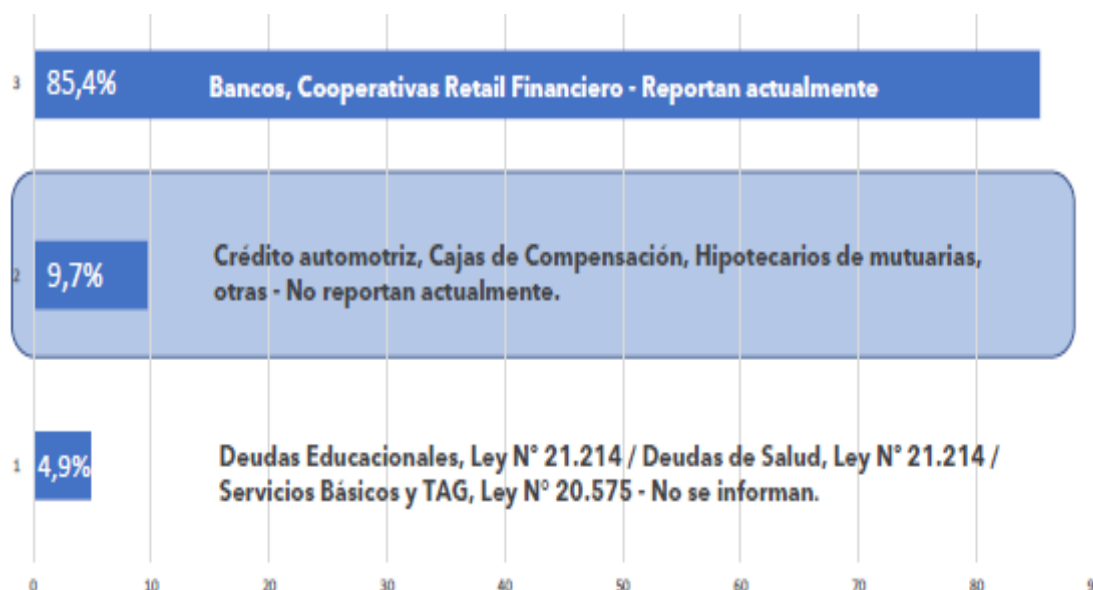 3
85,4%
Bancos, Cooperativas Retail Financiero - Reportan actualmente
2
9,7%
Crédito automotriz, Cajas de Compensación, Hipotecarios de mutuarias,
otras - No reportan actualmente.
1
4,9%
Deudas Educacionales, Ley N° 21.214 / Deudas de Salud, Ley N° 21.214 /
Servicios Básicos y TAG, Ley N° 20.575 - No se informan.
0 10 20 30 40 50 60 70 80 9